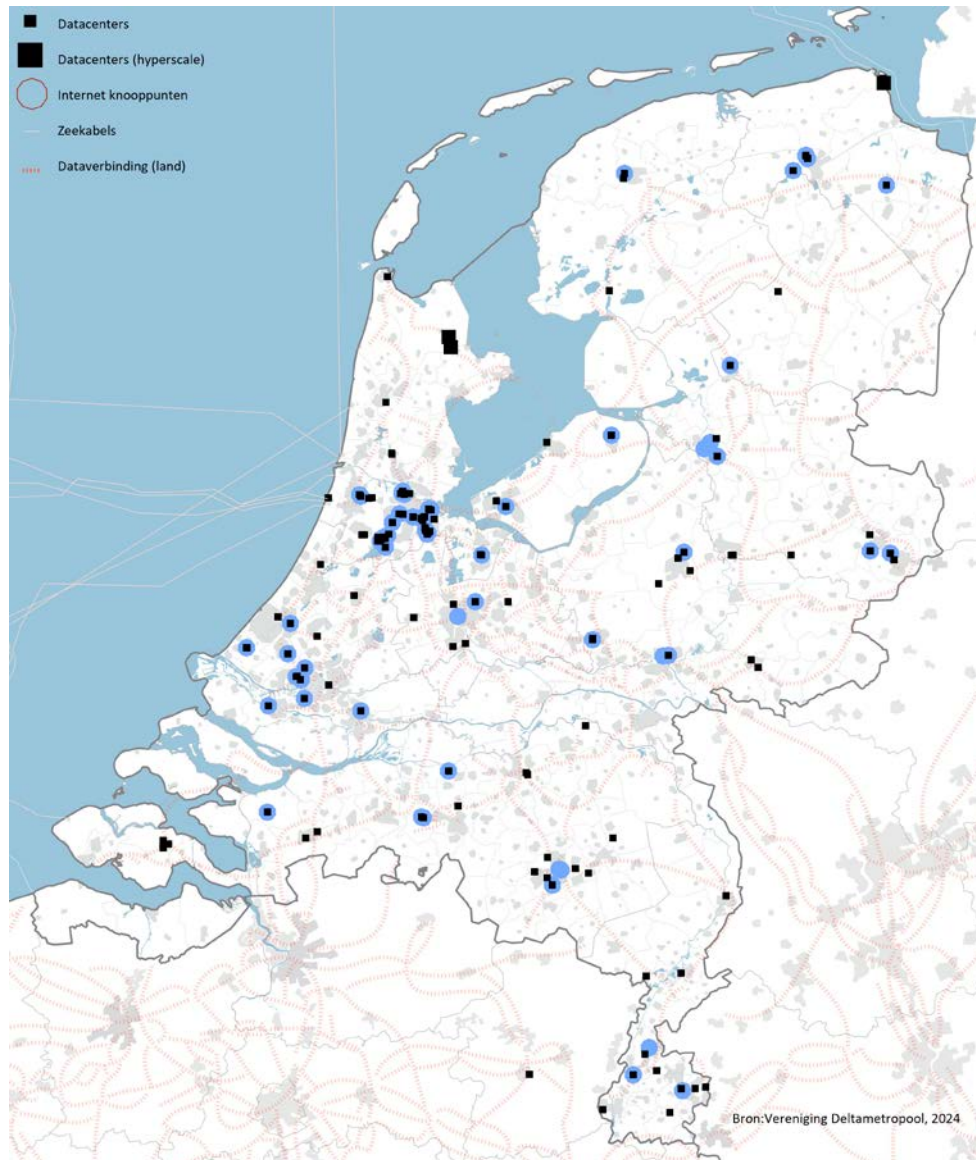 Datacenters
Datacenters (hyperscale)
Internet knooppunten
Zeekabels
Dataverbinding (land)
Bron:Vereniging Deltametropool, 2024